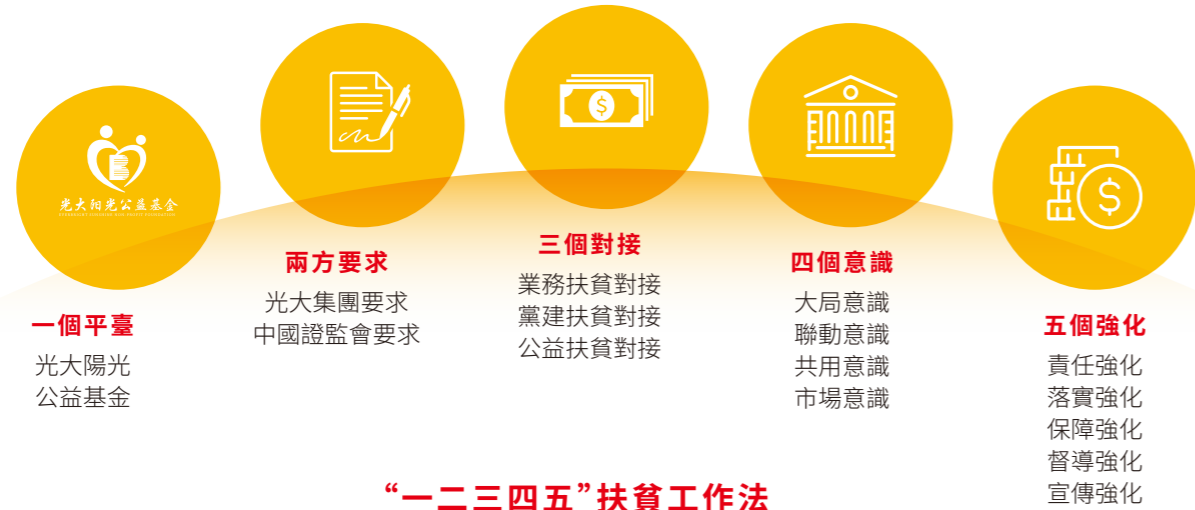 光大阳光公益基金
一個平臺
光大陽光
公益基金
兩方要求
光大集團要求
中國證監會要求
三個對接
業務扶貧對接
黨建扶貧對接
公益扶貧對接
四個意識
大局意識
聯動意識
共用意識
市場意識
五個強化
責任強化
落實強化
保障強化
督導強化
宣傳強化
“一二三四五”扶貧工作法